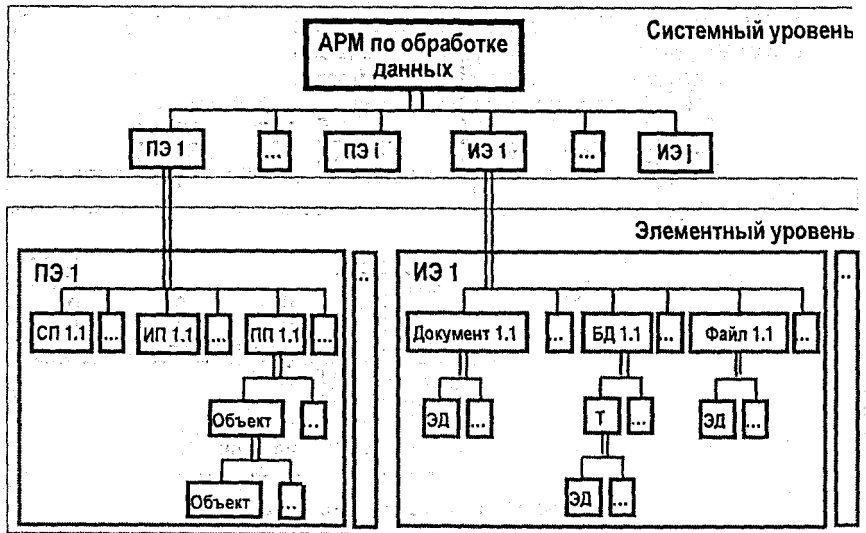 Системный уровень
АРМ по обработке
данных
ПЭ 1
...
ПЭ i
ИЭ 1
...
ИЭ j
Элементный уровень
ПЭ 1
..
ИЭ 1
..
СП 1.1
...
ИП 1.1
...
ПП 1.1
...
Документ 1.1
...
БД 1.1
...
Файл 1.1
..
Объект
..
ЭД
...
Т
...
ЭД
..
Объект
..
ЭД
...